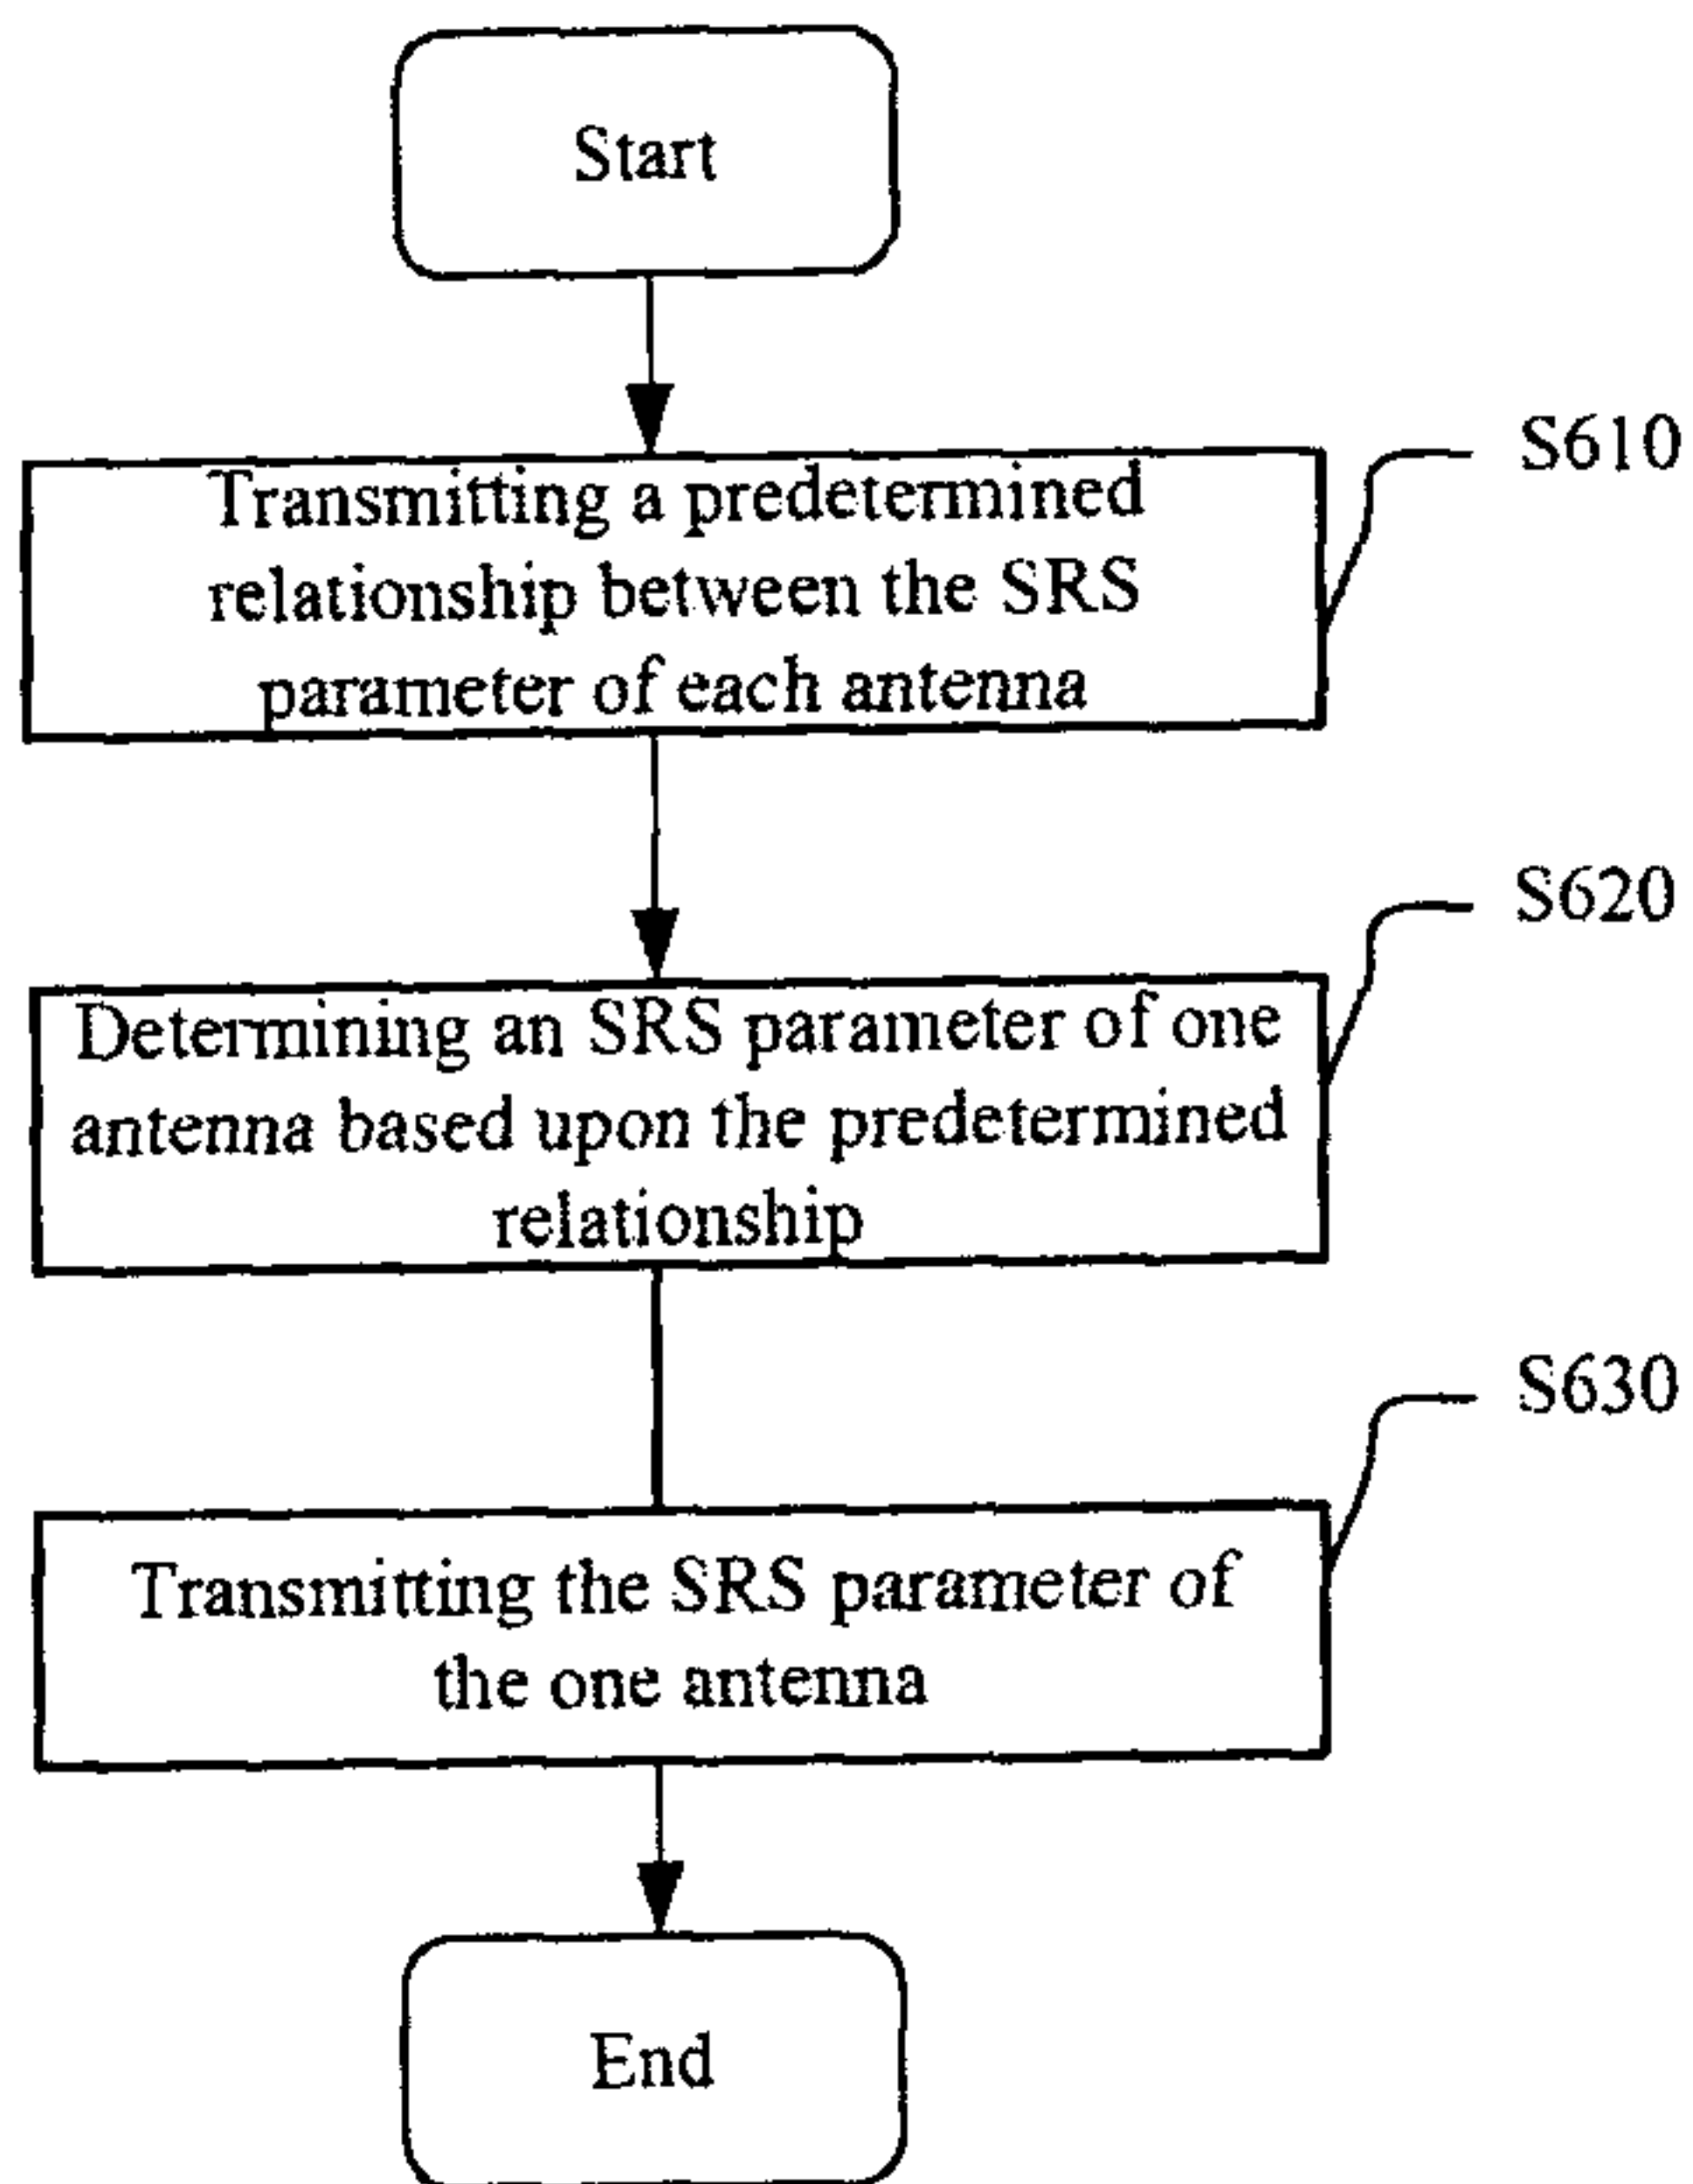 Start
S610
Transmitting a predetermined
relationship between the SRS
parameter of each antenna
S620
Determining an SRS parameter of one
antenna based upon the predetermined
relationship
S630
Transmitting the SRS parameter of
the one antenna
End